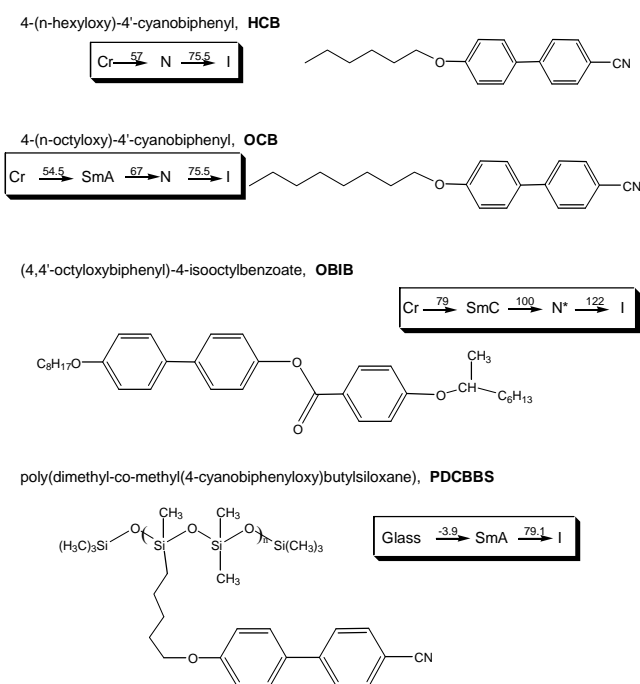 4-(n-hexyloxy)-4'-cyanobiphenyl, HCB
Cr 57 N 75.5 I
O
CN
4-(n-octyloxy)-4'-cyanobiphenyl, OCB
Cr 54.5 SmA 67 N 75.5 I
O
CN
(4,4'-octyloxybiphenyl)-4-isooctylbenzoate, OBIB
Cr 79 SmC 100 N* 122 I
C8H17O
O
O
O
CH3
CH
C6H13
poly(dimethyl-co-methyl(4-cyanobiphenyloxy)butylsiloxane), PDCBBS
Glass -3.9 SmA 79.1 I
CH3 CH3
(H3C)3Si O ( Si O Si O )n Si(CH3)3
CH3
O
CN